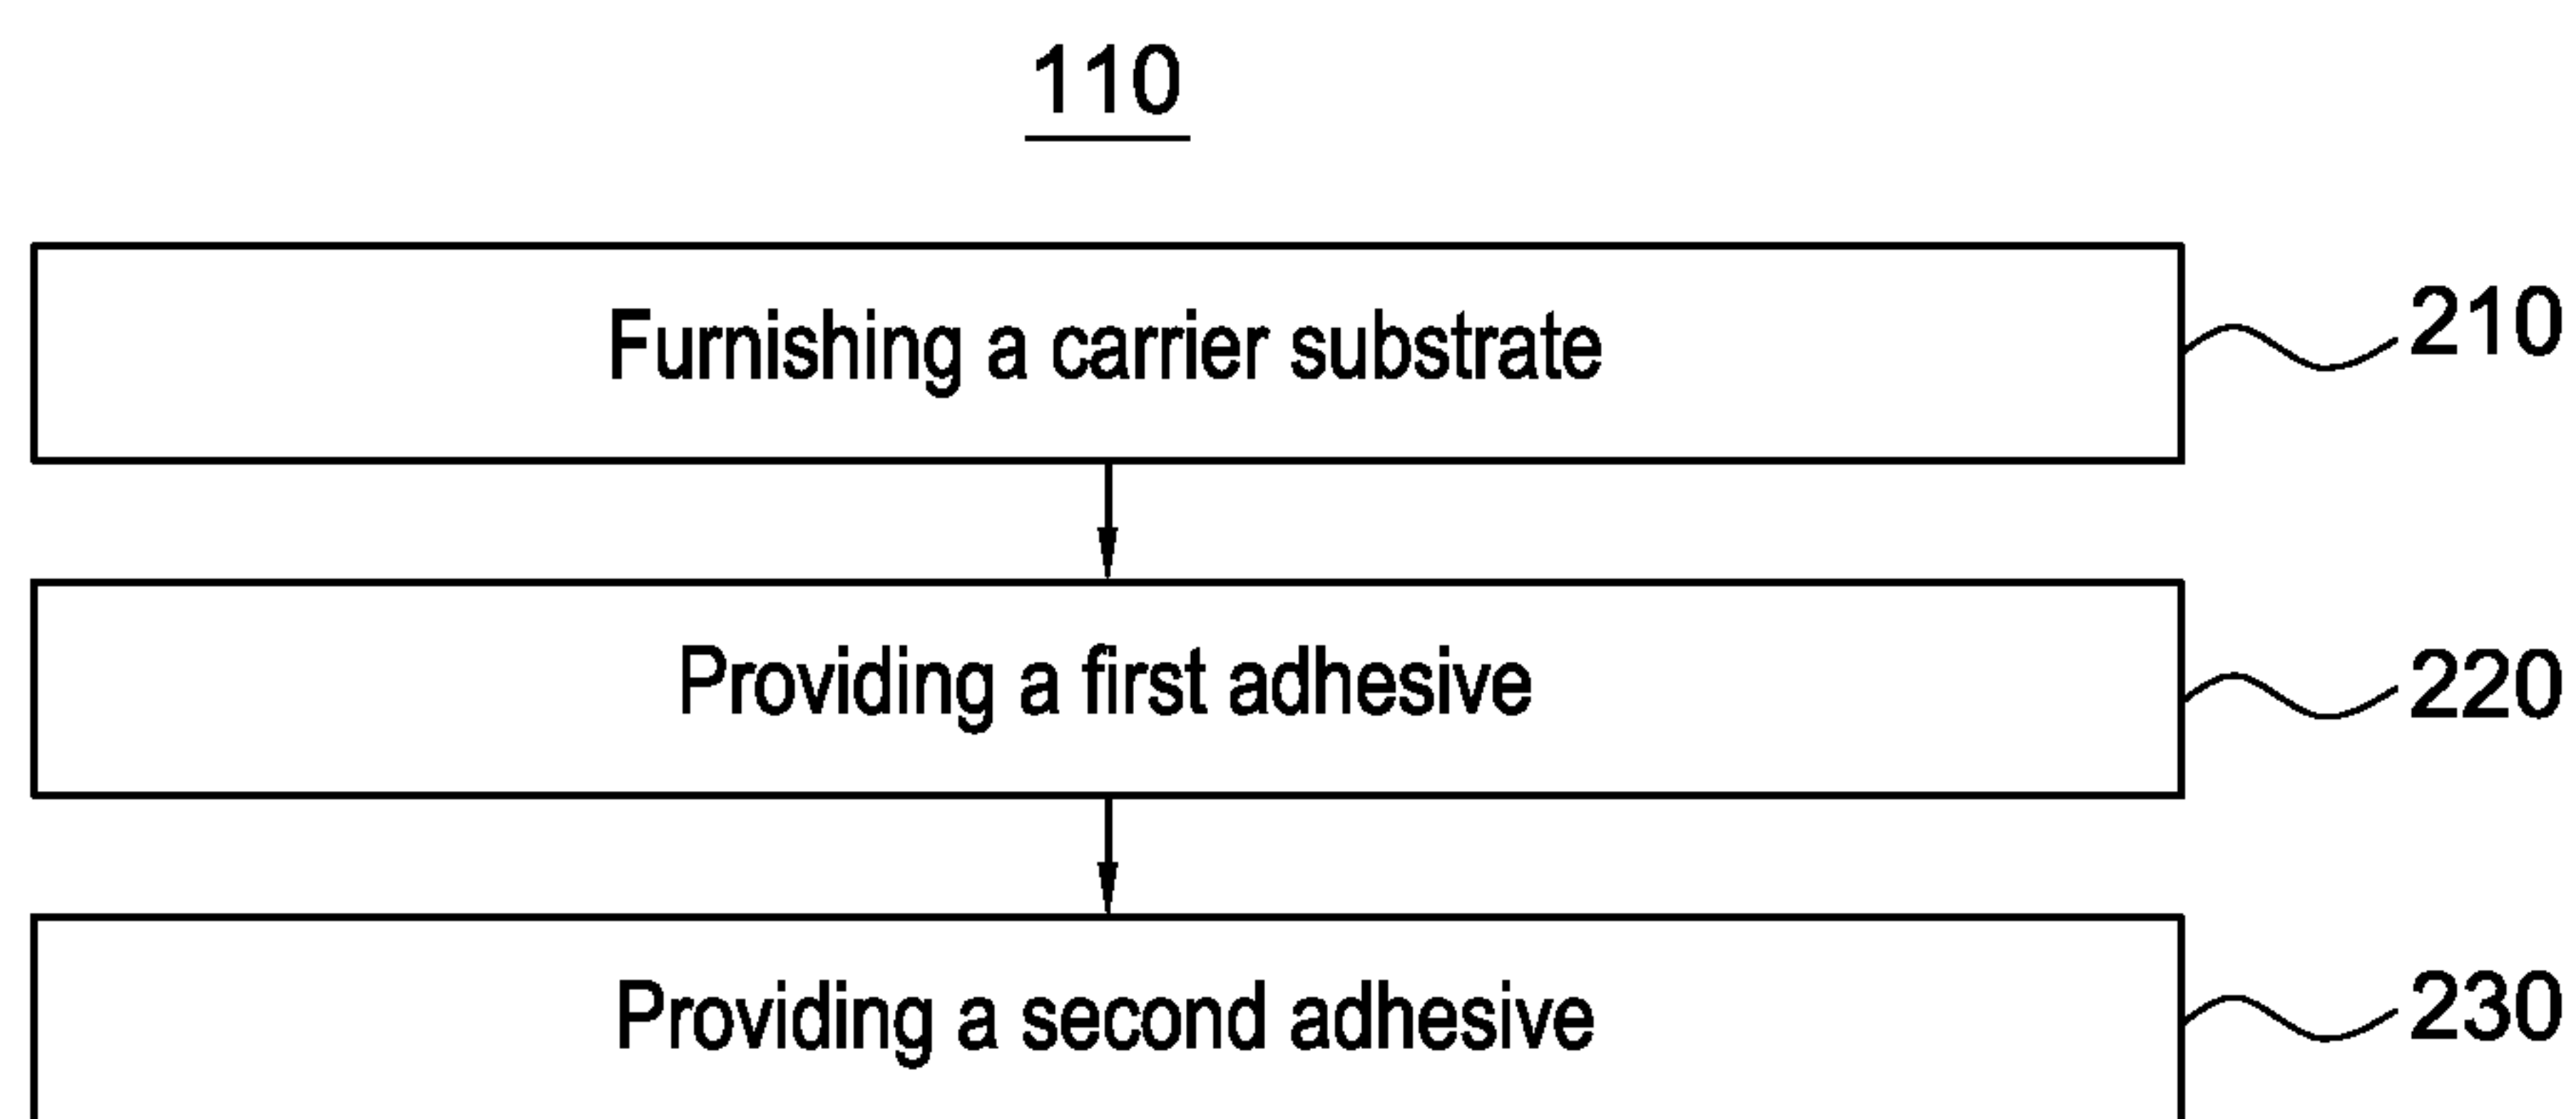 110
Furnishing a carrier substrate
210
Providing a first adhesive
220
Providing a second adhesive
230